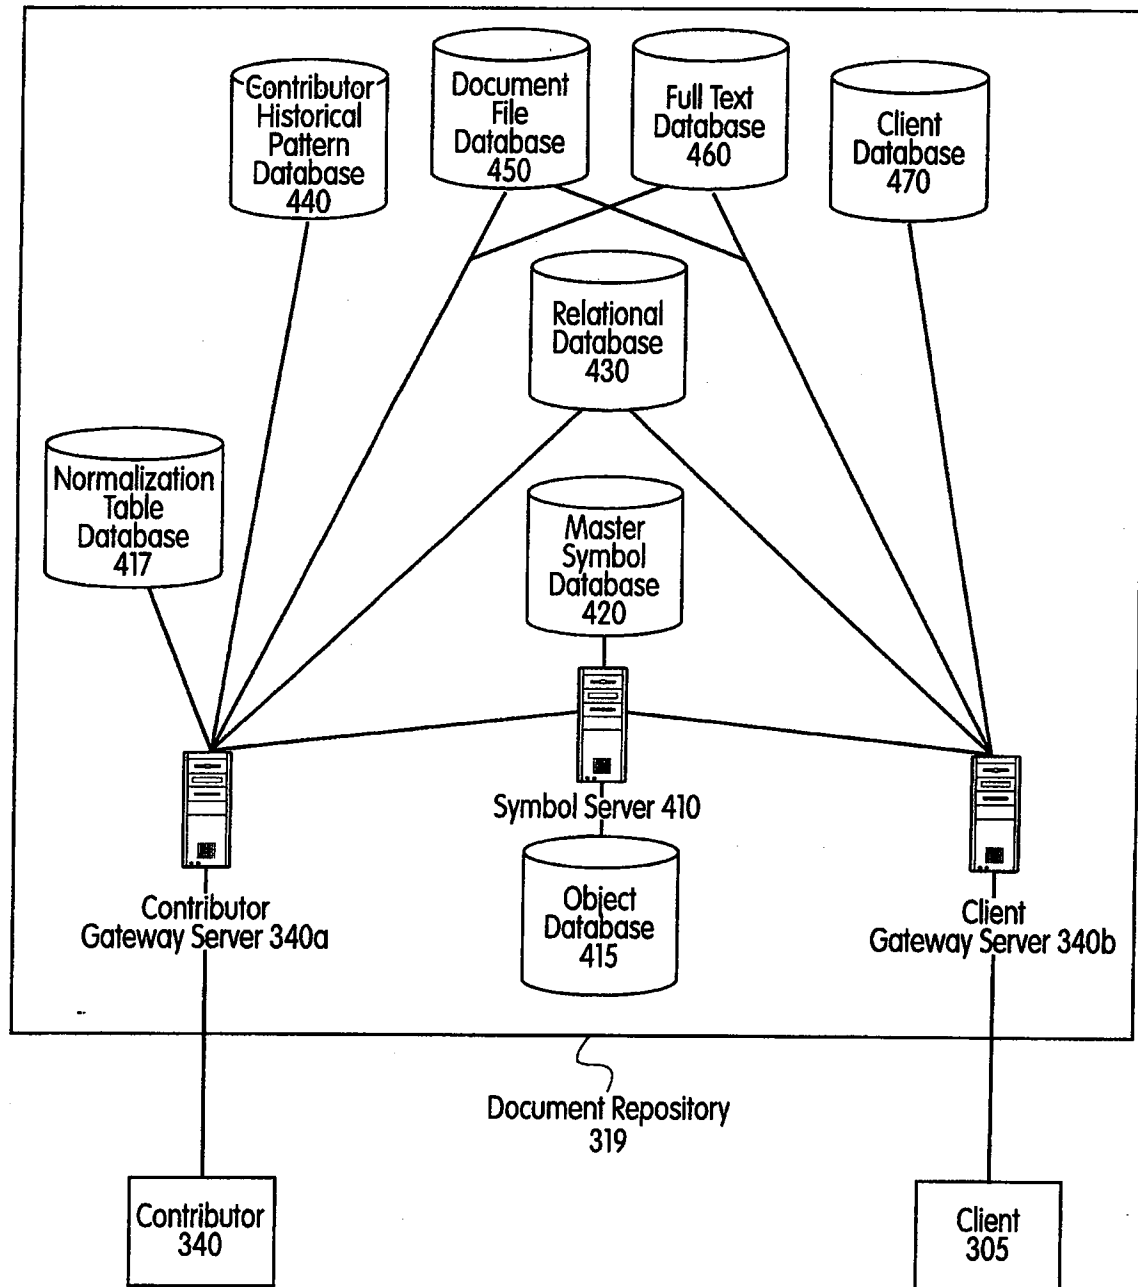 Contributor
Historical
Pattern
Database
440
Document
File
Database
450
Full Text
Database
460
Client
Database
470
Relational
Database
430
Normalization
Table
Database
417
Master
Symbol
Database
420
Symbol Server 410
Contributor
Gateway Server 340a
Object
Database
415
Client
Gateway Server 340b
Document Repository
319
Contributor
340
Client
305